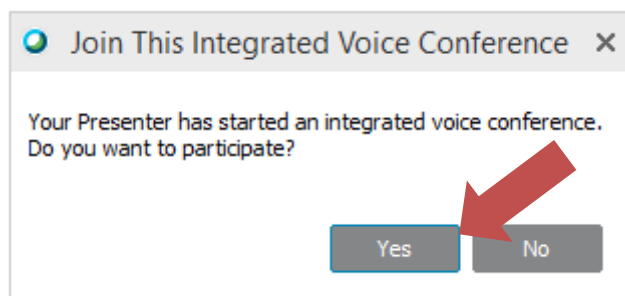 Join This Integrated Voice Conference
Your Presenter has started an integrated voice conference.
Do you want to participate?
Yes No